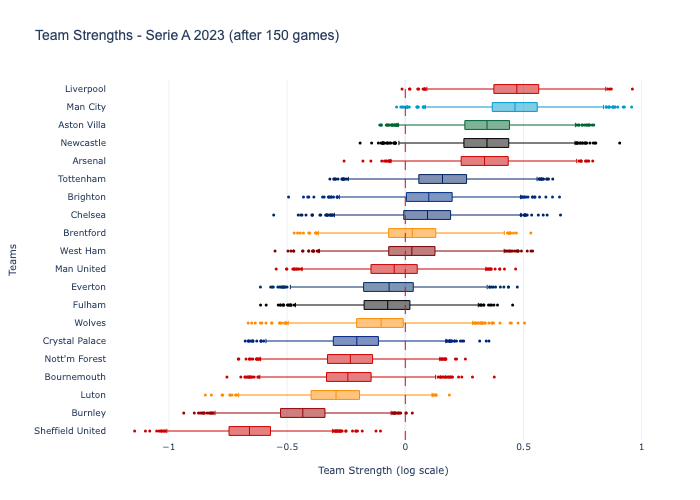 Team Strengths - Serie A 2023 (after 150 games)
Liverpool
Man City
Aston Villa
Newcastle
Arsenal
Tottenham
Brighton
Chelsea
Brentford
West Ham
Man United
Everton
Fulham
Wolves
Crystal Palace
Nott'm Forest
Bournemouth
Luton
Burnley
Sheffield United
Teams
−1 −0.5 0 0.5 1
Team Strength (log scale)